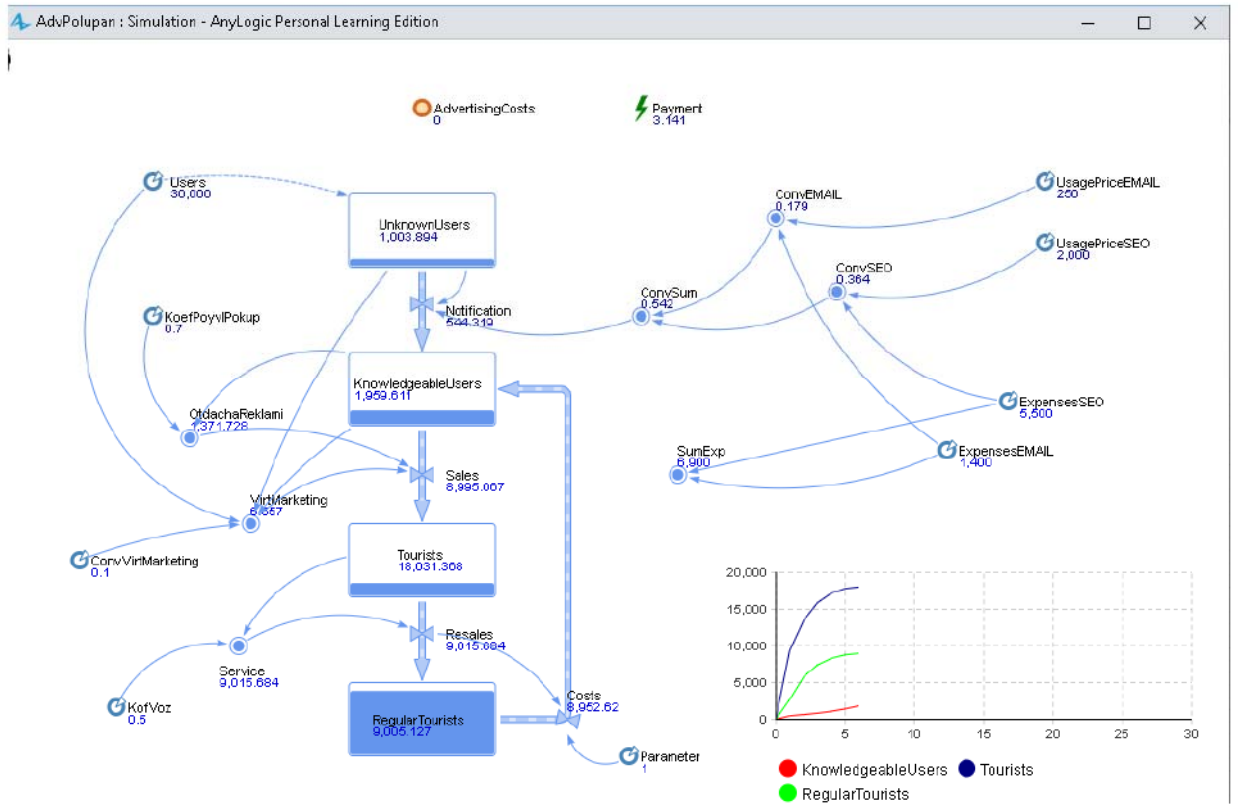 AdvPolupan : Simulation - AnyLogic Personal Learning Edition
AdvertisingCosts
0
Payment
3.141
Users
30,000
UnknownUsers
1,003.894
ConvEMAIL
0.179
UsagePriceEMAIL
250
UsagePriceSEO
2,000
ConvSEO
0.364
ConvSum
0.542
Notification
544.319
KoefPoyvlPokup
0.7
KnowledgeableUsers
1,959.611
OtdachaReklami
1,371.728
ExpensesSEO
5,500
SumExp
6,900
ExpensesEMAIL
1,400
Sales
8,995.067
VirtMarketing
6.657
ConvVirtMarketing
0.1
Tourists
18,031.368
Resales
9,015.684
Service
9,015.684
KofVoz
0.5
RegularTourists
9,005.127
Costs
8,952.62
Parameter
1
20,000
15,000
10,000
5,000
0
0 5 10 15 20 25 30
KnowledgeableUsers Tourists
RegularTourists